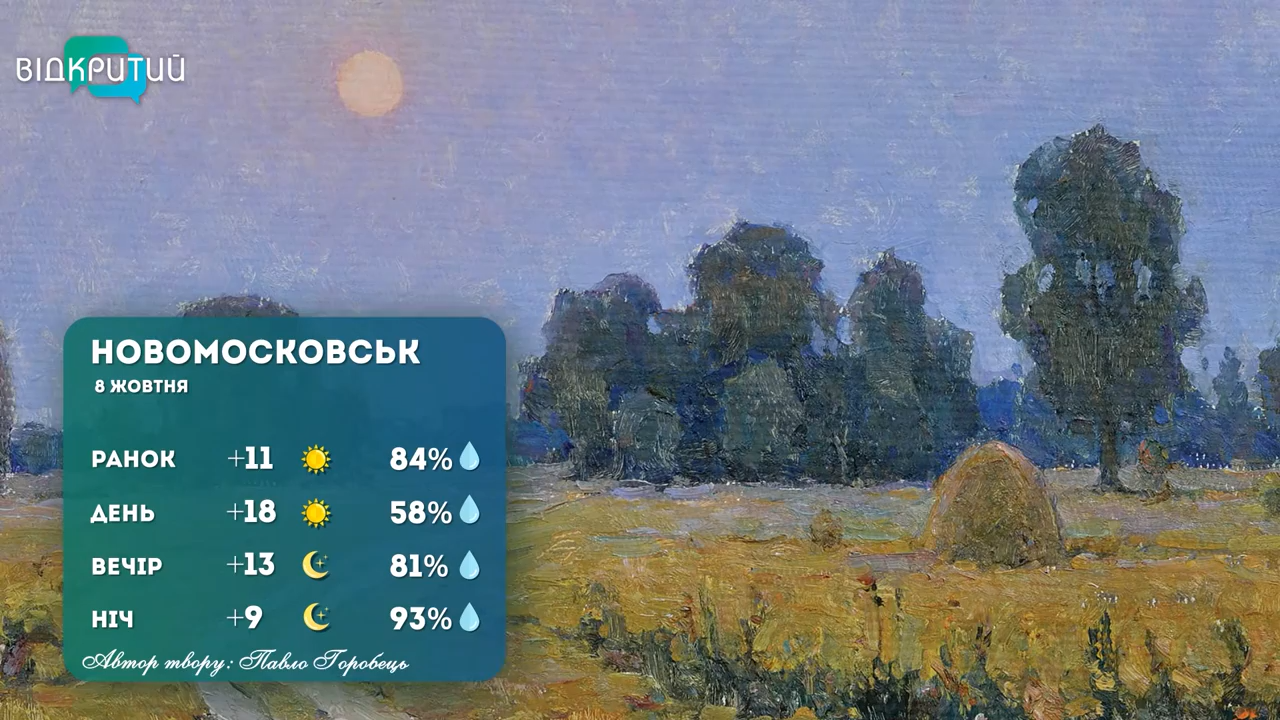 ВІДКРИТИЙ
НОВОМОСКОВСЬК
8 ЖОВТНЯ
РАНОК +11 84%
ДЕНЬ +18 58%
ВЕЧІР +13 81%
НІЧ +9 93%
Автор твору: Павло Горобець